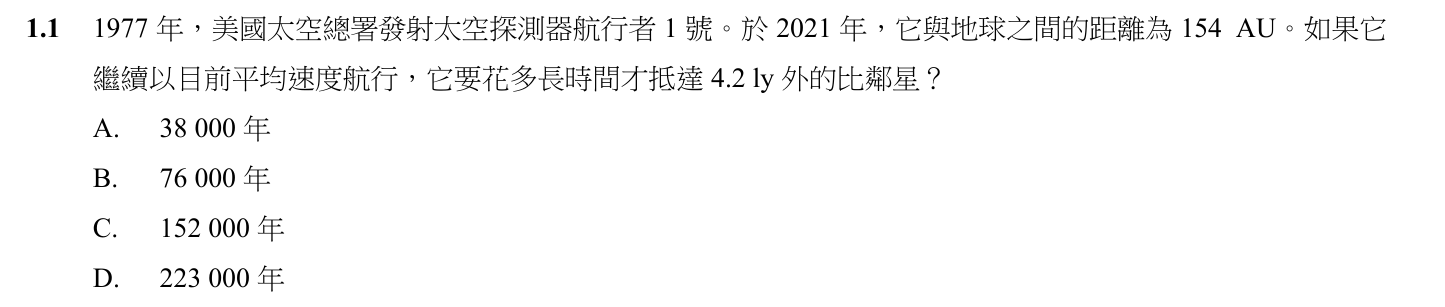 1.1 1977 年，美國太空總署發射太空探測器航行者 1 號。於 2021 年，它與地球之間的距離為 154 AU。如果它
繼續以目前平均速度航行，它要花多長時間才抵達 4.2 ly 外的比鄰星？
A. 38 000 年
B. 76 000 年
C. 152 000 年
D. 223 000 年